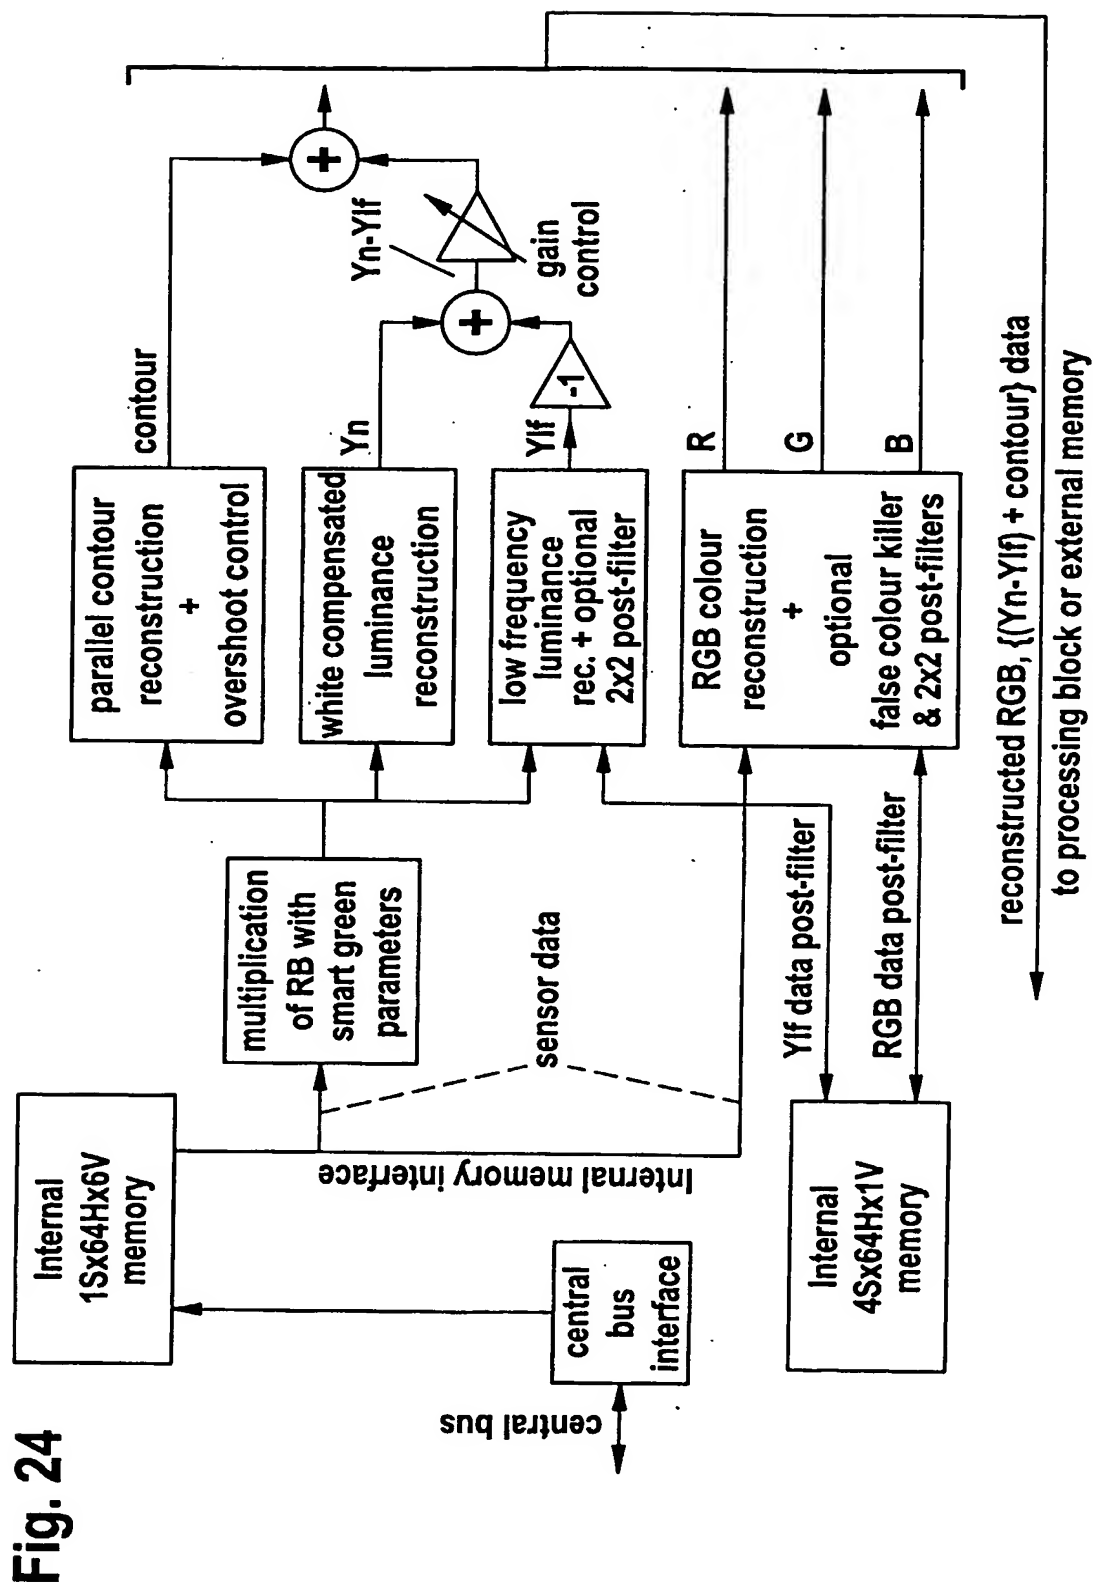 Fig. 24
Internal
1Sx64Hx6V
memory
central bus
central
bus
interface
Internal memory interface
Internal
4Sx64Hx1V
memory
multiplication
of RB with
smart green
parameters
sensor data
Ylf data post-filter
RGB data post-filter
parallel contour
reconstruction
+
overshoot control
white compensated
luminance
reconstruction
low frequency
luminance
rec. + optional
2x2 post-filter
RGB colour
reconstruction
+
optional
false colour killer
& 2x2 post-filters
contour
Yn
Ylf
-1
R
G
B
+
Yn-Ylf
gain
control
+
reconstructed RGB, {(Yn-Ylf) + contour} data
to processing block or external memory